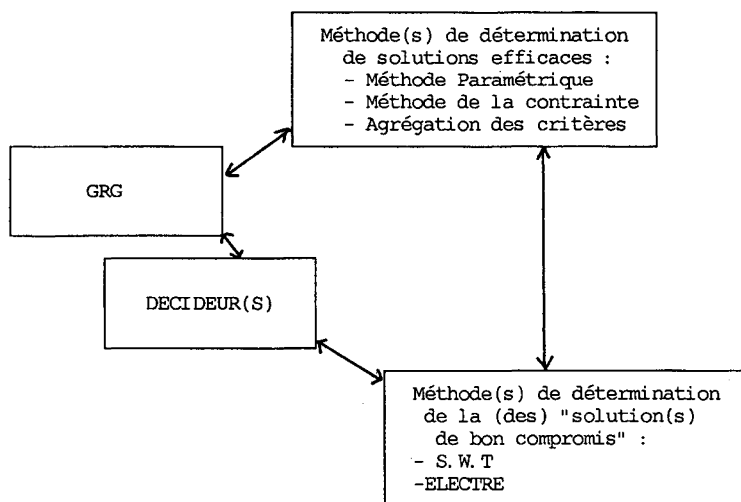 Méthode(s) de détermination
de solutions efficaces :
- Méthode Paramétrique
- Méthode de la contrainte
- Agrégation des critères
GRG
DECIDEUR(S)
Méthode(s) de détermination
de la (des) "solution(s)
de bon compromis" :
- S.W.T
-ELECTRE